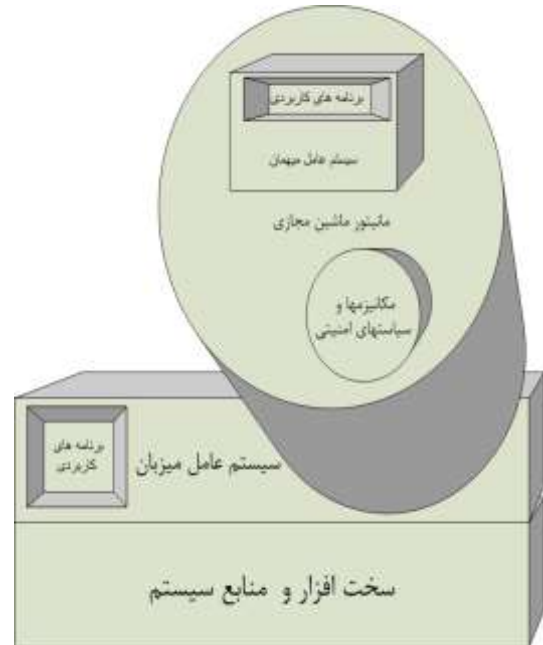 برنامه های کاربردی
سیستم عامل میهمان
مانیتور ماشین مجازی
مکانیزمها و
سیاستهای امنیتی
برنامه های
کاربردی
سیستم عامل میزبان
سخت افزار و منابع سیستم